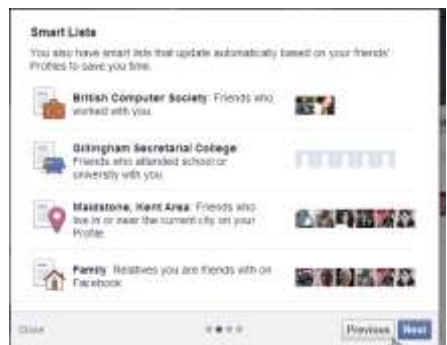 Smart Lists
You also have smart lists that update automatically based on your friends'
Profiles to save you time.
British Computer Society: Friends who
worked with you.
Gillingham Secretarial College:
Friends who attended school or
university with you.
Maidstone, Kent Area: Friends who
live in or near the current city on your
Profile.
Family: Relatives you are friends with on
Facebook
Close
Previous
Next